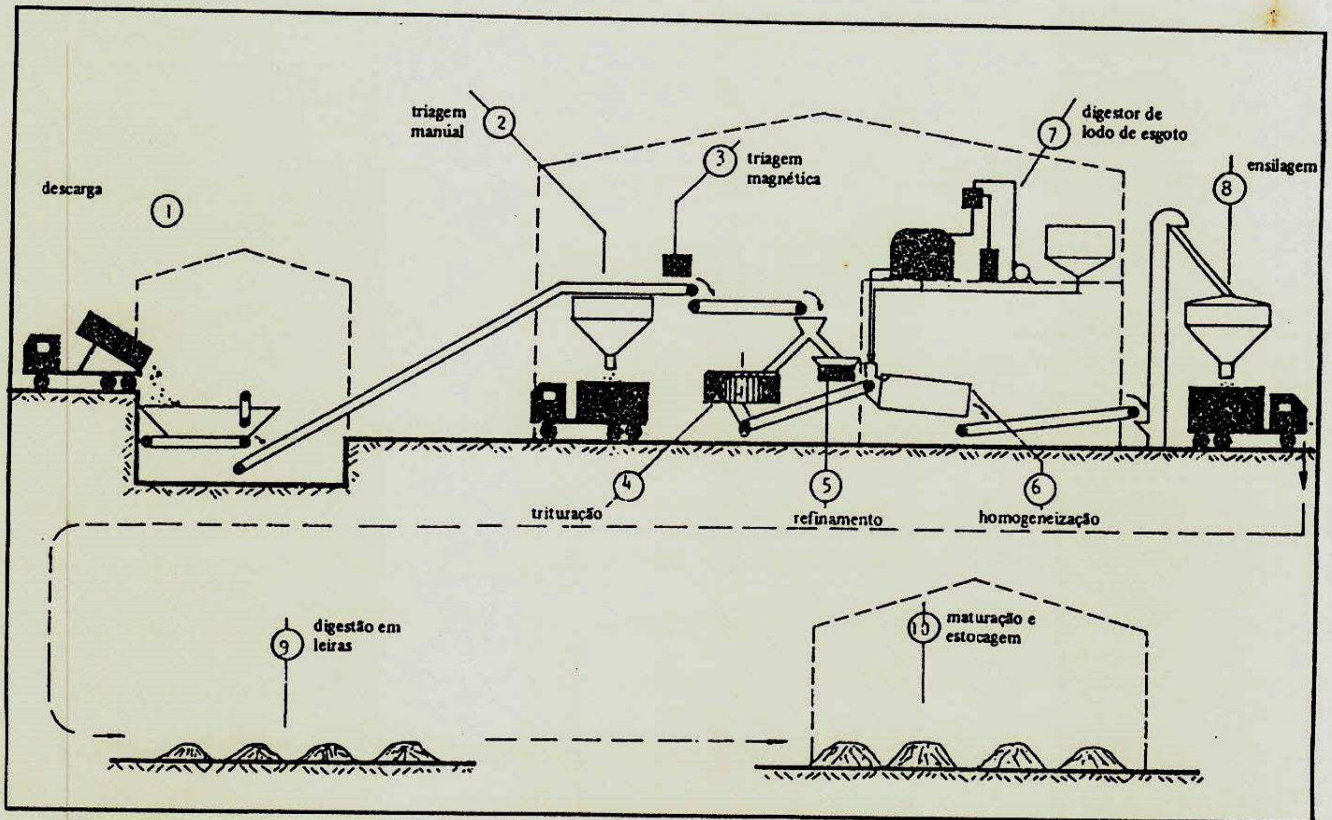 descarga
1
triagem
manual
2
3
triagem
magnética
7
digestor de
lodo de esgoto
8
ensilagem
4
trituração
5
refinamento
6
homogeneização
9
digestão em
leiras
10
maturação e
estocagem